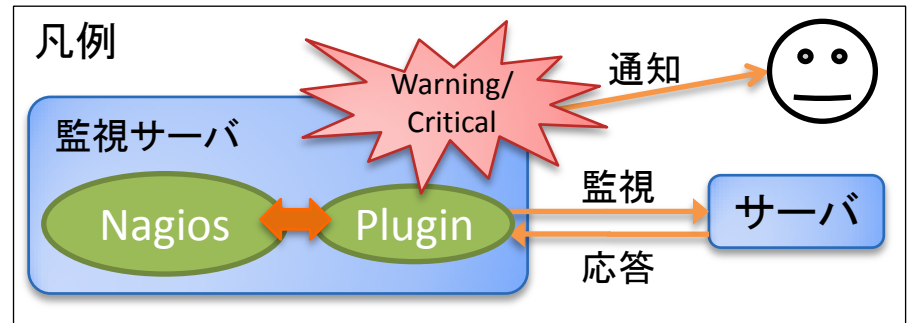 凡例
Warning/
Critical
通知
監視サーバ
Nagios
Plugin
監視
応答
サーバ